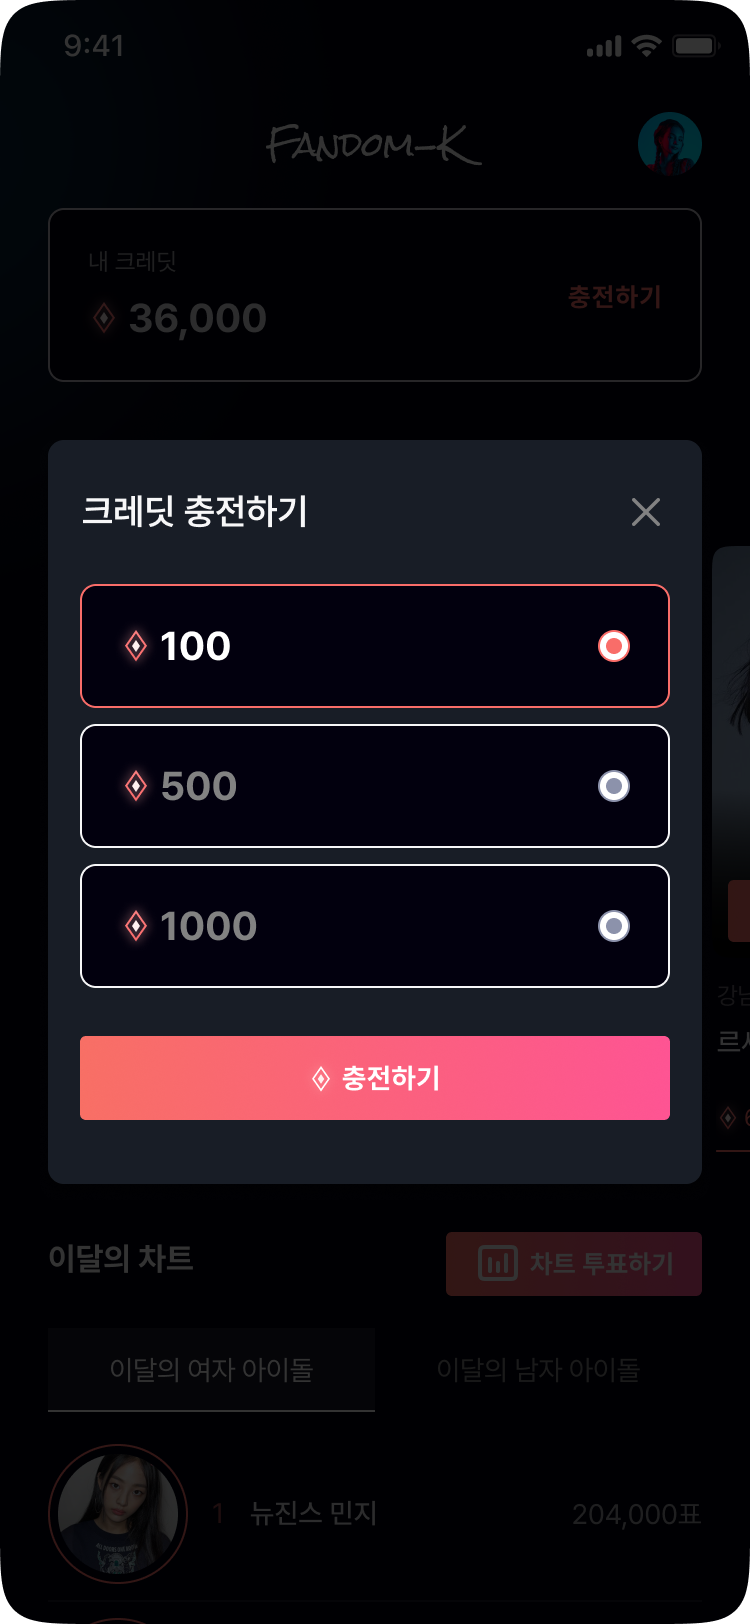 9:41
Fandom-K
내 크레딧
36,000
충전하기
크레딧 충전하기
100
500
1000
강남
6
충전하기
이달의 차트
차트 투표하기
이달의 여자 아이돌
이달의 남자 아이돌
1 뉴진스 민지 204,000표